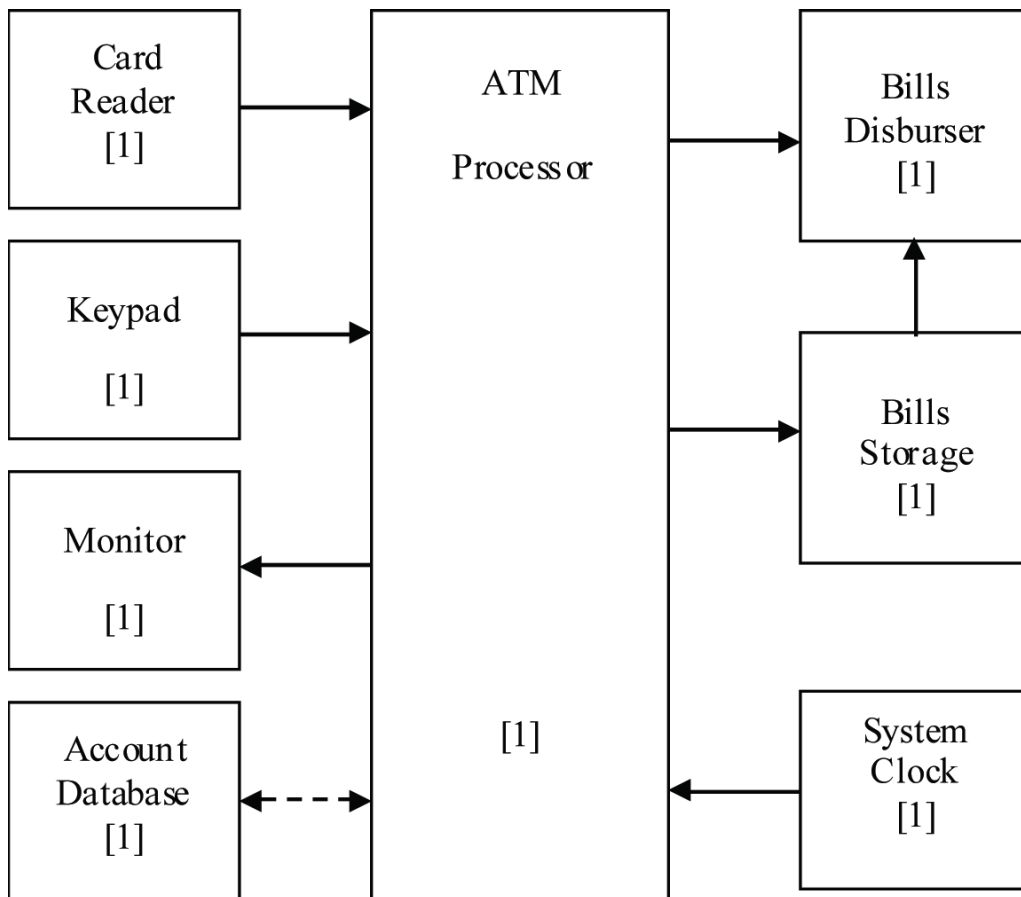 Card
Reader
[1]
Keypad
[1]
Monitor
[1]
Account
Database
[1]
ATM
Processor
[1]
Bills
Disburser
[1]
Bills
Storage
[1]
System
Clock
[1]